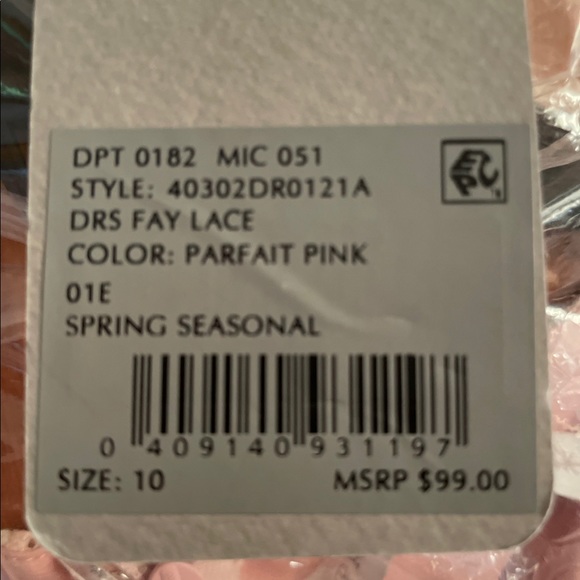 DPT 0182 MIC 051
STYLE: 40302DR0121A
DRS FAY LACE
COLOR: PARFAIT PINK
01E
SPRING SEASONAL
0 409140 931197
SIZE: 10 MSRP $99.00